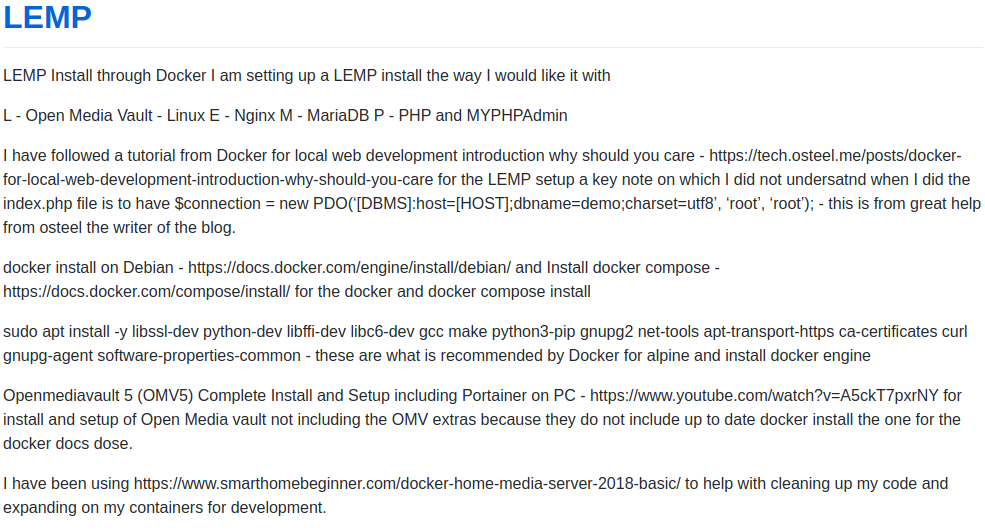 LEMP
LEMP Install through Docker I am setting up a LEMP install the way I would like it with
L - Open Media Vault - Linux E - Nginx M - MariaDB P - PHP and MYPHPAdmin
I have followed a tutorial from Docker for local web development introduction why should you care - https://tech.osteel.me/posts/docker-
for-local-web-development-introduction-why-should-you-care for the LEMP setup a key note on which I did not undersatnd when I did the
index.php file is to have $connection = new PDO(‘[DBMS]:host=[HOST];dbname=demo;charset=utf8’, ‘root’, ‘root’); - this is from great help
from osteel the writer of the blog.
docker install on Debian - https://docs.docker.com/engine/install/debian/ and Install docker compose -
https://docs.docker.com/compose/install/ for the docker and docker compose install
sudo apt install -y libssl-dev python-dev libffi-dev libc6-dev gcc make python3-pip gnupg2 net-tools apt-transport-https ca-certificates curl
gnupg-agent software-properties-common - these are what is recommended by Docker for alpine and install docker engine
Openmediavault 5 (OMV5) Complete Install and Setup including Portainer on PC - https://www.youtube.com/watch?v=A5ckT7pxrNY for
install and setup of Open Media vault not including the OMV extras because they do not include up to date docker install the one for the
docker docs dose.
I have been using https://www.smarthomebeginner.com/docker-home-media-server-2018-basic/ to help with cleaning up my code and
expanding on my containers for development.